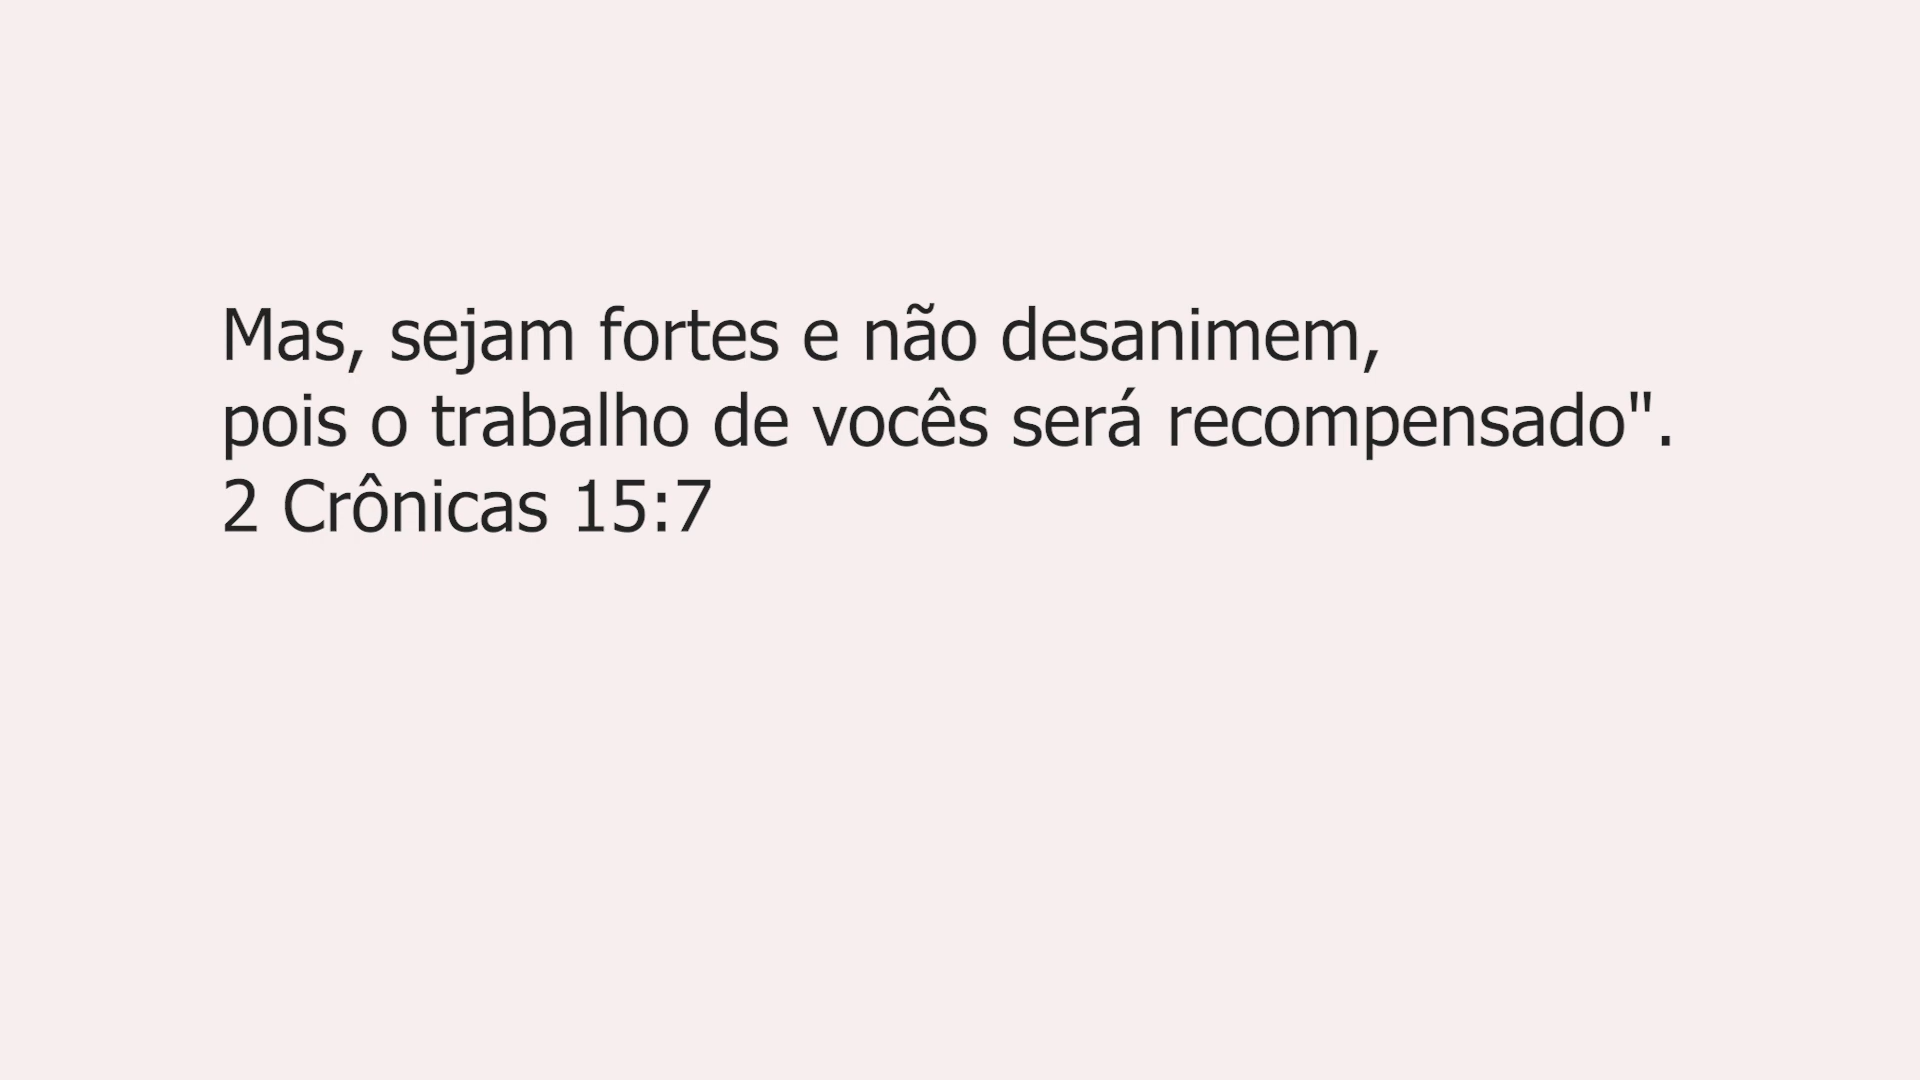 Mas, sejam fortes e não desanimem,
pois o trabalho de vocês será recompensado".
2 Crônicas 15:7